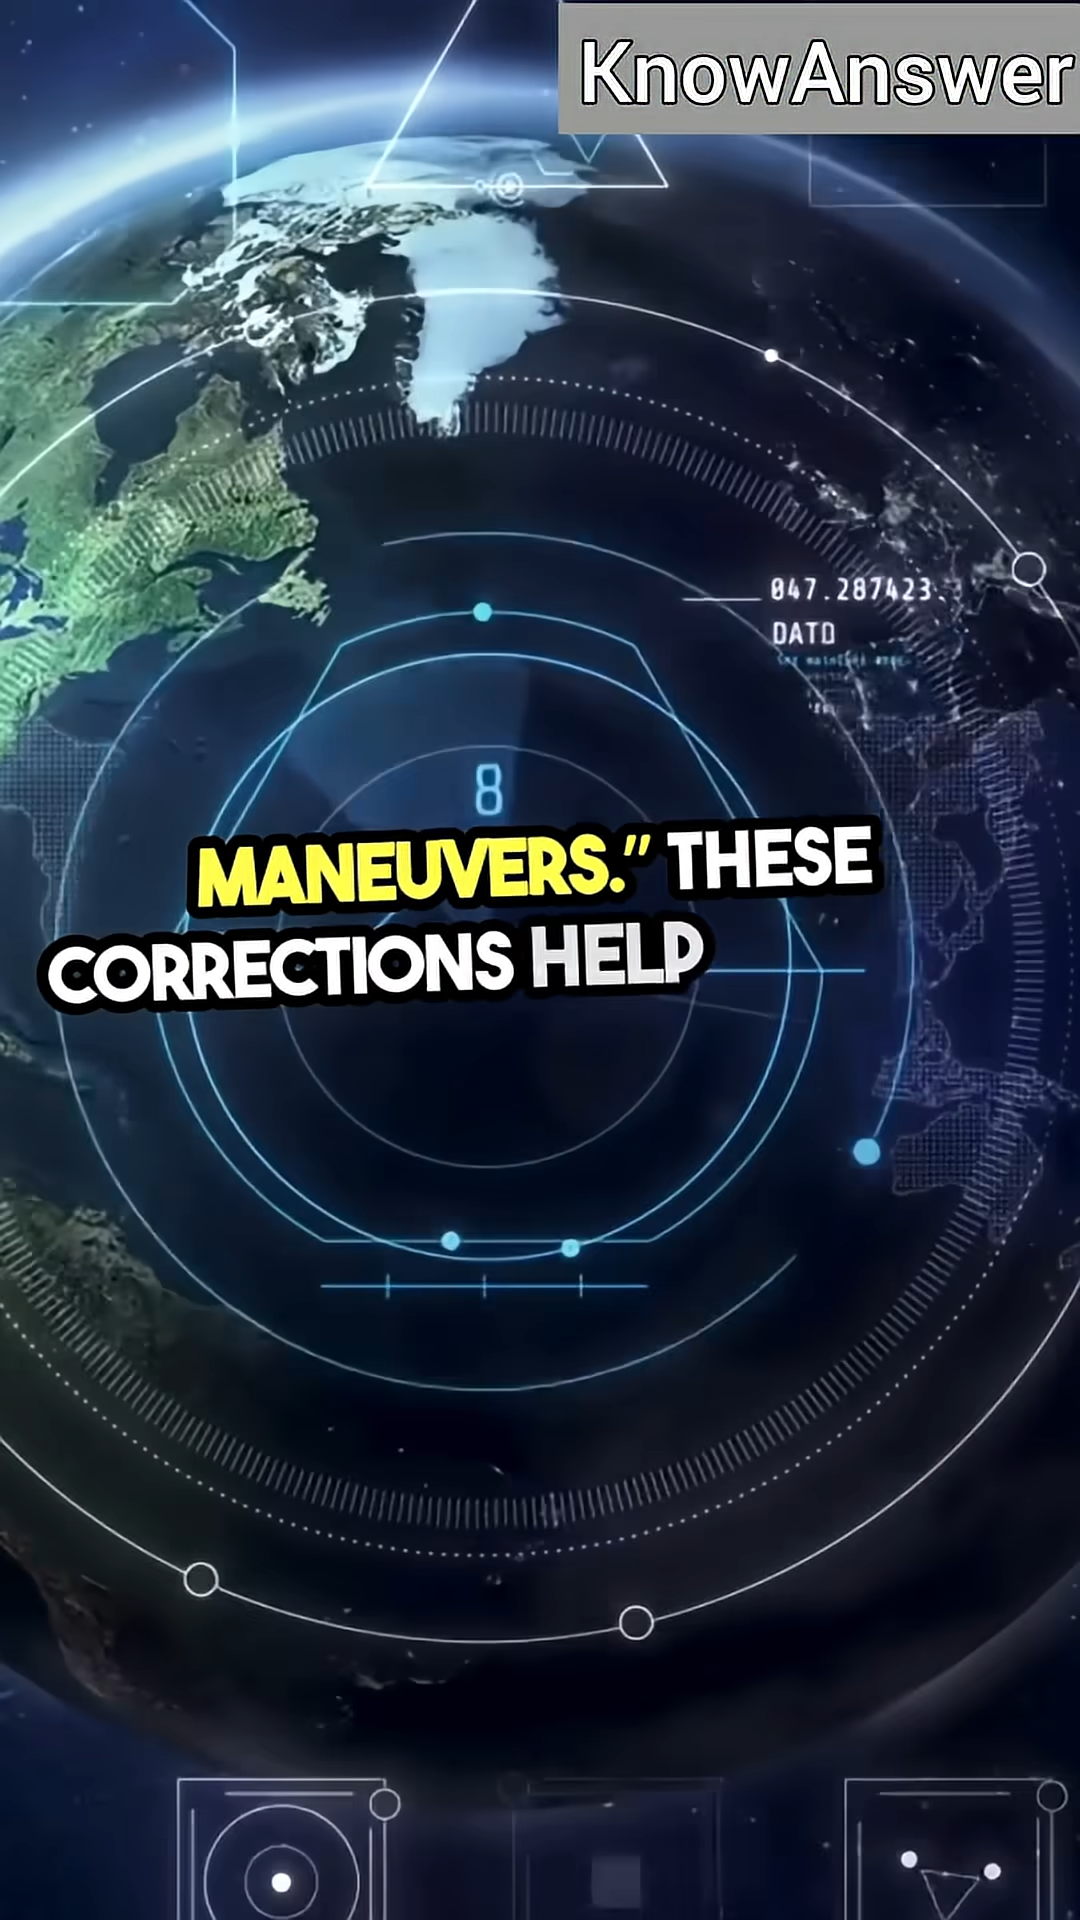 KnowAnswer
047.287423.
DATD
8
MANEUVERS.” THESE
CORRECTIONS HELP